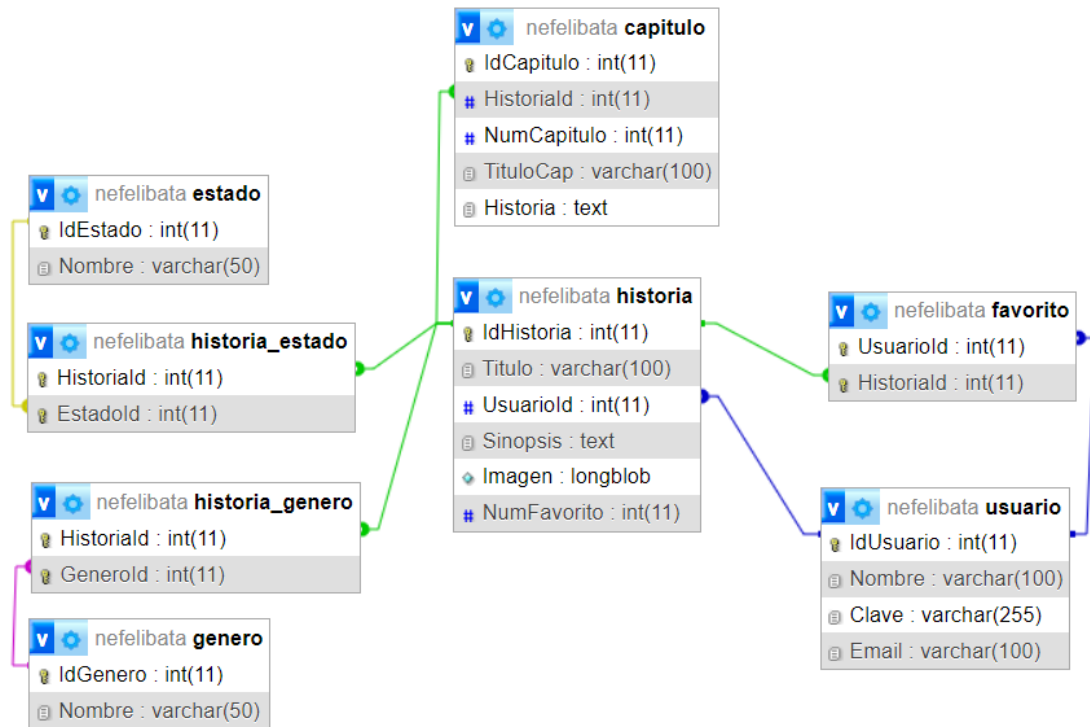 v nefelibata capitulo
IdCapitulo : int(11)
# HistoriaId : int(11)
# NumCapitulo : int(11)
TituloCap : varchar(100)
Historia : text
v nefelibata estado
IdEstado : int(11)
Nombre : varchar(50)
v nefelibata historia_estado
HistoriaId : int(11)
EstadoId : int(11)
v nefelibata historia_genero
HistoriaId : int(11)
GeneroId : int(11)
v nefelibata genero
IdGenero : int(11)
Nombre : varchar(50)
v nefelibata historia
IdHistoria : int(11)
Titulo : varchar(100)
# UsuarioId : int(11)
Sinopsis : text
Imagen : longblob
# NumFavorito : int(11)
v nefelibata favorito
UsuarioId : int(11)
HistoriaId : int(11)
v nefelibata usuario
IdUsuario : int(11)
Nombre : varchar(100)
Clave : varchar(255)
Email : varchar(100)